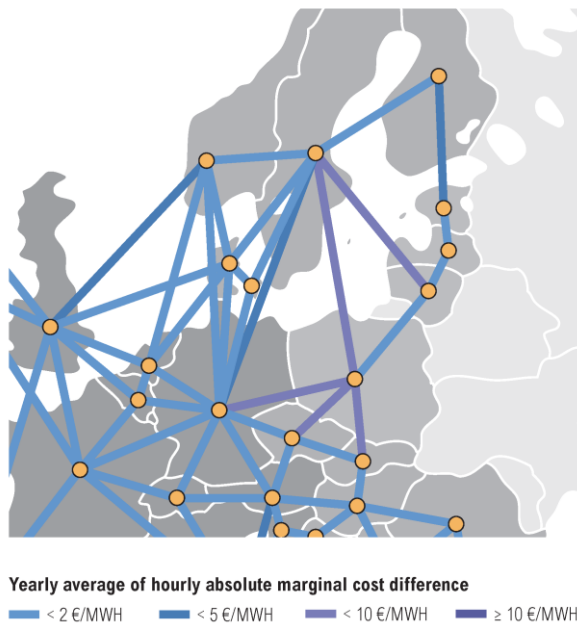 Yearly average of hourly absolute marginal cost difference
< 2 €/MWH < 5 €/MWH < 10 €/MWH ≥ 10 €/MWH